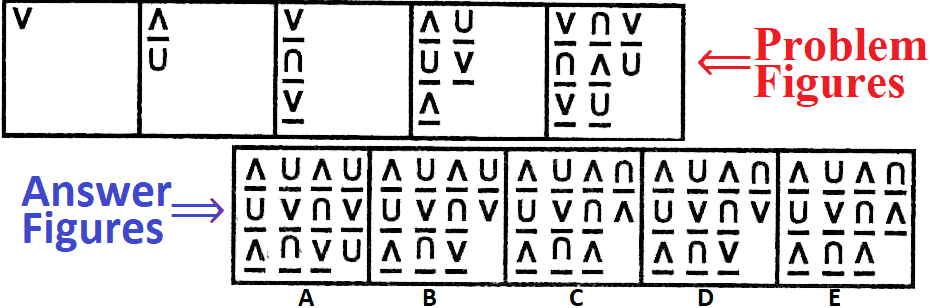 Problem
Figures
Answer
Figures
A B C D E